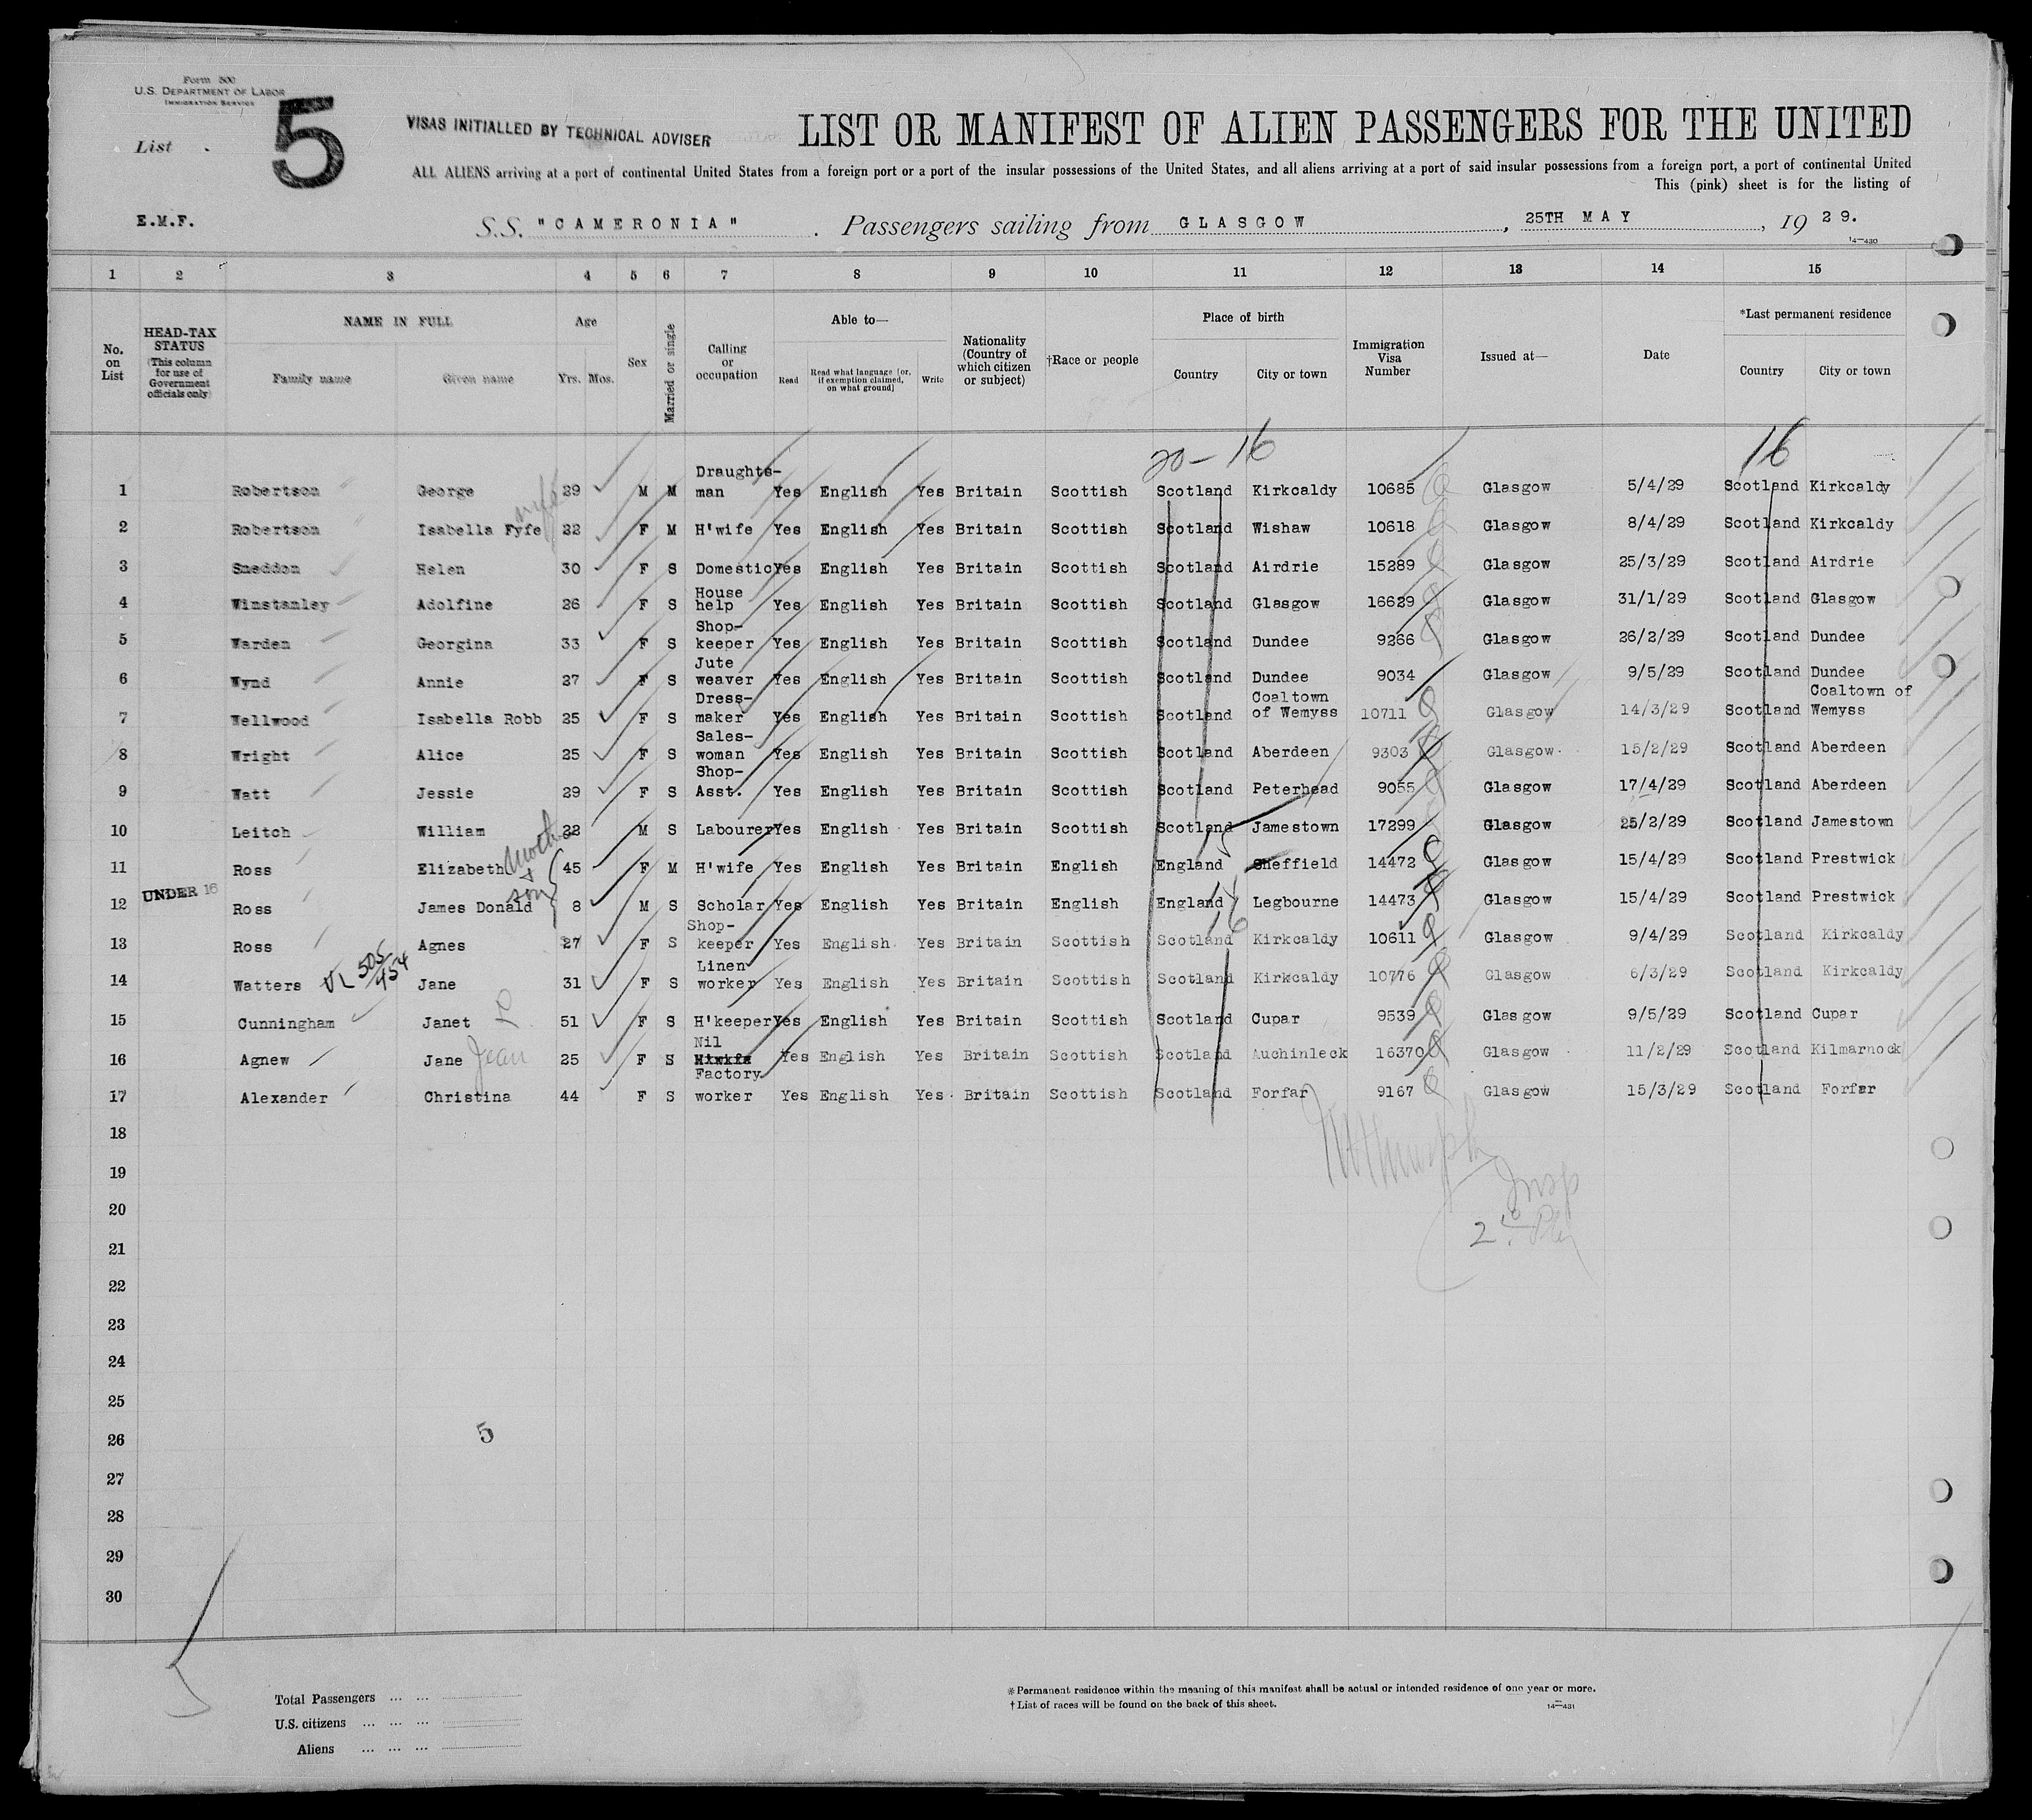 Form 500
U.S. DEPARTMENT OF LABOR
IMMIGRATION SERVICE
List 5
VISAS INITIALLED BY TECHNICAL ADVISER
LIST OR MANIFEST OF ALIEN PASSENGERS FOR THE UNITED
ALL ALIENS arriving at a port of continental United States from a foreign port or a port of the insular possessions of the United States, and all aliens arriving at a port of said insular possessions from a foreign port, a port of continental United
This (pink) sheet is for the listing of
E.M.F. S.S. "CAMERONIA" . Passengers sailing from GLASGOW , 25TH MAY , 1929.
14—430
1 2 3 4 5 6 7 8 9 10 11 12 13 14 15
No. on List
HEAD-TAX STATUS (This column for use of Government officials only)
NAME IN FULL Family name Given name
Age Yrs. Mos.
Sex
Married or single
Calling or occupation
Able to— Read Read what language [or, if exemption claimed, on what ground] Write
Nationality (Country of which citizen or subject)
†Race or people
Place of birth Country City or town
Immigration Visa Number
Issued at—
Date
*Last permanent residence Country City or town
20-16 16
1 Robertson George 29 M M Draughts-man Yes English Yes Britain Scottish Scotland Kirkcaldy 10685 Glasgow 5/4/29 Scotland Kirkcaldy
2 Robertson Isabella Fyfe wife 22 F M H'wife Yes English Yes Britain Scottish Scotland Wishaw 10618 Glasgow 8/4/29 Scotland Kirkcaldy
3 Sneddon Helen 30 F S Domestic Yes English Yes Britain Scottish Scotland Airdrie 15289 Glasgow 25/3/29 Scotland Airdrie
4 Winstanley Adolfine 26 F S House help Yes English Yes Britain Scottish Scotland Glasgow 16629 Glasgow 31/1/29 Scotland Glasgow
5 Warden Georgina 33 F S Shop-keeper Yes English Yes Britain Scottish Scotland Dundee 9266 Glasgow 26/2/29 Scotland Dundee
6 Wynd Annie 27 F S Jute weaver Yes English Yes Britain Scottish Scotland Dundee 9034 Glasgow 9/5/29 Scotland Dundee
7 Wellwood Isabella Robb 25 F S Dress-maker Yes English Yes Britain Scottish Scotland Coaltown of Wemyss 10711 Glasgow 14/3/29 Scotland Coaltown of Wemyss
8 Wright Alice 25 F S Sales-woman Yes English Yes Britain Scottish Scotland Aberdeen 9303 Glasgow 15/2/29 Scotland Aberdeen
9 Watt Jessie 29 F S Shop-Asst. Yes English Yes Britain Scottish Scotland Peterhead 9055 Glasgow 17/4/29 Scotland Aberdeen
10 Leitch William 22 M S Labourer Yes English Yes Britain Scottish Scotland Jamestown 17299 Glasgow 25/2/29 Scotland Jamestown
11 Ross Elizabeth Mother + son 45 F M H'wife Yes English Yes Britain English England 15 Sheffield 14472 Glasgow 15/4/29 Scotland Prestwick
UNDER 16
12 Ross James Donald 8 M S Scholar Yes English Yes Britain English England Legbourne 14473 Glasgow 15/4/29 Scotland Prestwick
16
13 Ross Agnes 27 F S Shop-keeper Yes English Yes Britain Scottish Scotland Kirkcaldy 10611 Glasgow 9/4/29 Scotland Kirkcaldy
14 Watters VL 505/454 Jane 31 F S Linen worker Yes English Yes Britain Scottish Scotland Kirkcaldy 10776 Glasgow 6/3/29 Scotland Kirkcaldy
15 Cunningham Janet 51 F S H'keeper Yes English Yes Britain Scottish Scotland Cupar 9539 Glasgow 9/5/29 Scotland Cupar
16 Agnew Jane Jean 25 F S Nil Yes English Yes Britain Scottish Scotland Auchinleck 16370 Glasgow 11/2/29 Scotland Kilmarnock
17 Alexander Christina 44 F S Factory worker Yes English Yes Britain Scottish Scotland Forfar 9167 Glasgow 15/3/29 Scotland Forfar
18
19
Insp
20
21
22
23
24
25
26 5
27
28
29
30
Total Passengers ... ...
U.S. citizens ... ... ...
Aliens ... ... ...
* Permanent residence within the meaning of this manifest shall be actual or intended residence of one year or more.
† List of races will be found on the back of this sheet. 14—431